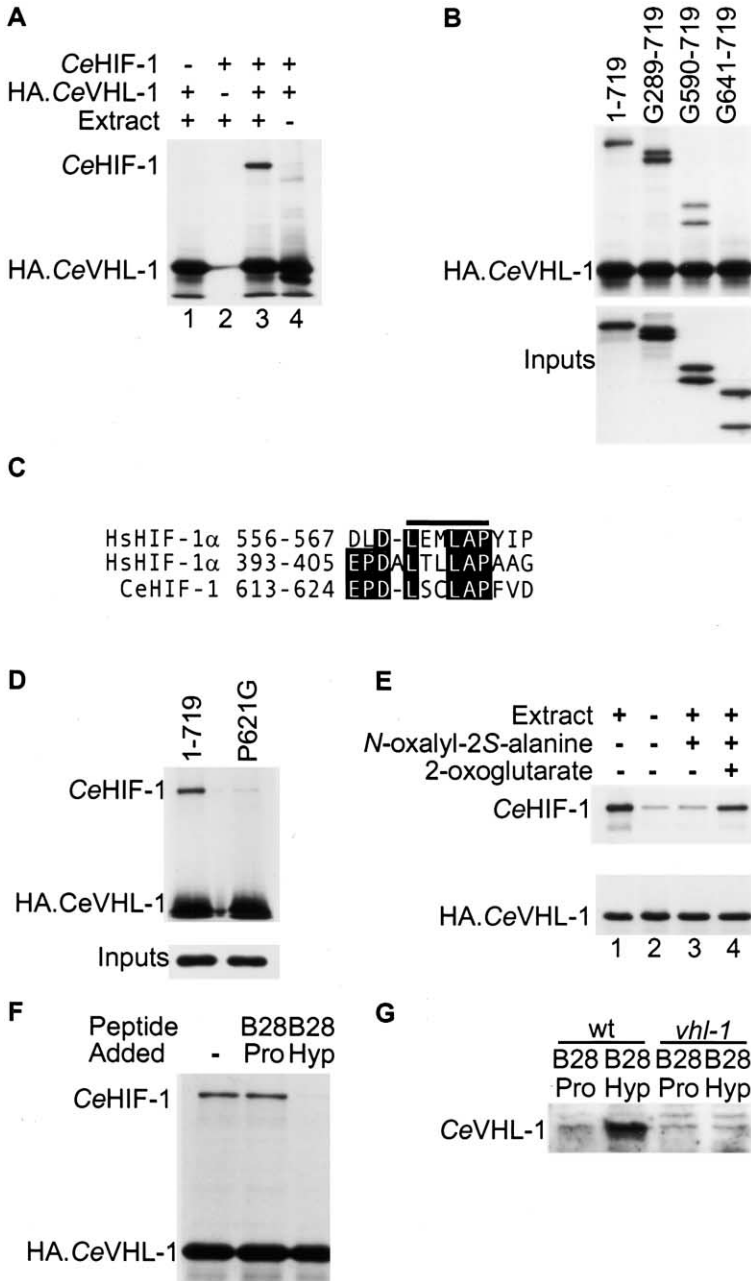 A
CeHIF-1 - + + +
HA.CeVHL-1 + - + +
Extract + + + -
CeHIF-1
HA.CeVHL-1
1 2 3 4
B
1-719
G289-719
G590-719
G641-719
HA.CeVHL-1
Inputs
C
HsHIF-1α 556-567 DLD-LEMLAPYIP
HsHIF-1α 393-405 EPDALTLLAPAAG
CeHIF-1 613-624 EPD-LSCLAPFVD
D
1-719
P621G
CeHIF-1
HA.CeVHL-1
Inputs
E
Extract + - + +
N-oxalyl-2S-alanine - - + +
2-oxoglutarate - - - +
CeHIF-1
HA.CeVHL-1
1 2 3 4
F
Peptide B28 B28
Added - Pro Hyp
CeHIF-1
HA.CeVHL-1
G
wt vhl-1
B28 B28 B28 B28
Pro Hyp Pro Hyp
CeVHL-1